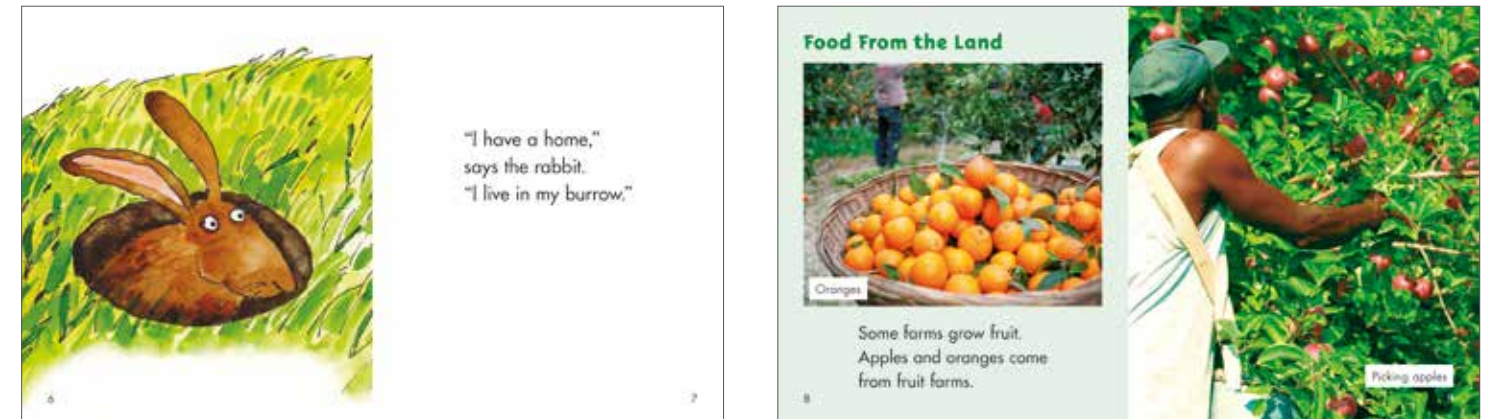 "I have a home,"
says the rabbit.
"I live in my burrow."
6
7
Food From the Land
Oranges
Some farms grow fruit.
Apples and oranges come
from fruit farms.
8
Picking apples